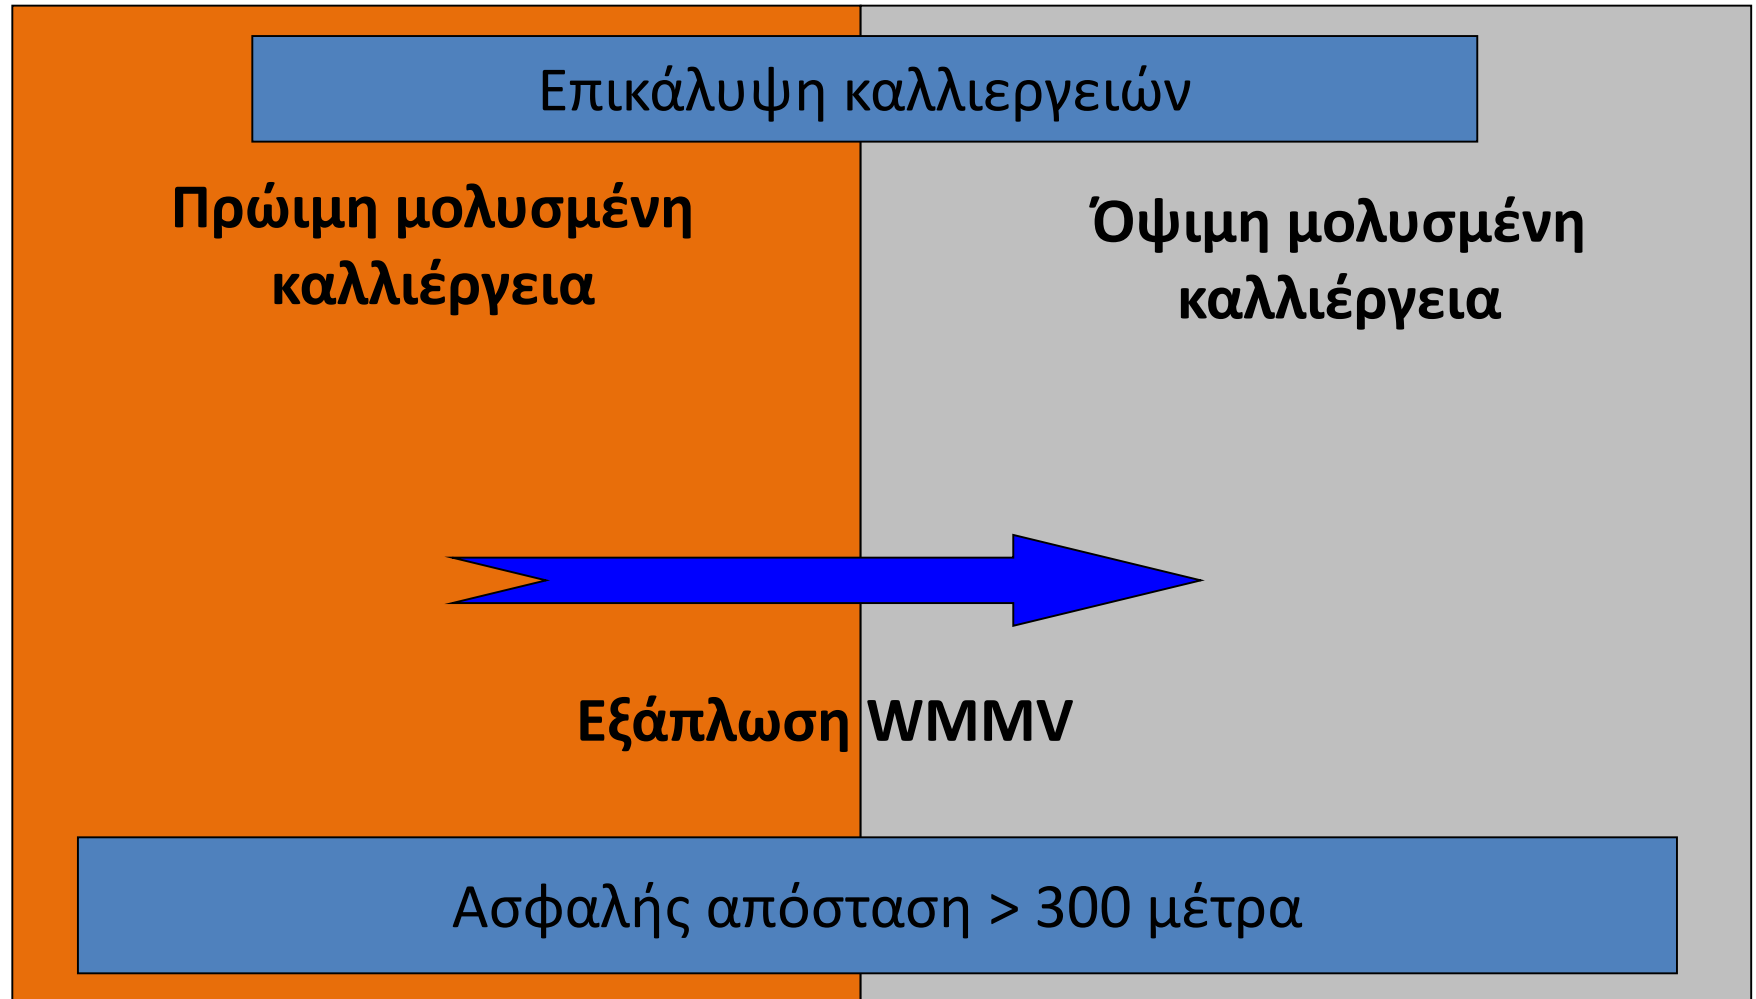 Επικάλυψη καλλιεργειών
Πρώιμη μολυσμένη
καλλιέργεια
Όψιμη μολυσμένη
καλλιέργεια
Εξάπλωση WMMV
Ασφαλής απόσταση > 300 μέτρα